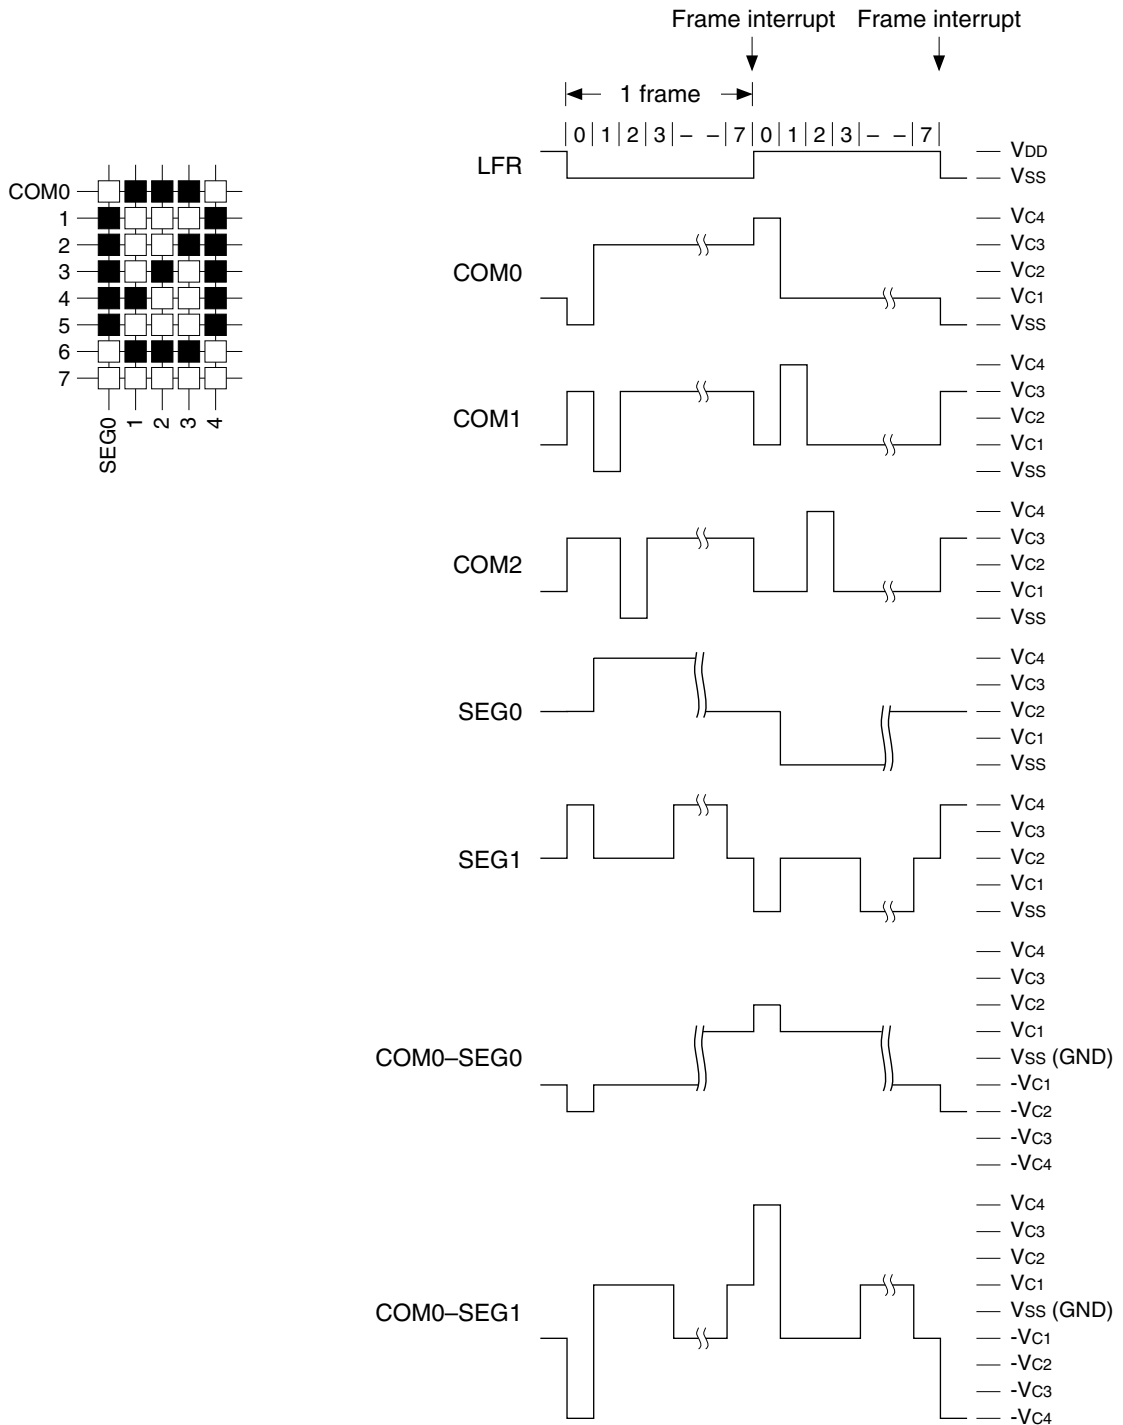 Frame interrupt Frame interrupt
1 frame
0 1 2 3 – – 7 0 1 2 3 – – 7
LFR
VDD
VSS
COM0
1
2
3
4
5
6
7
SEG0
1
2
3
4
COM0
VC4
VC3
VC2
VC1
VSS
COM1
VC4
VC3
VC2
VC1
VSS
COM2
VC4
VC3
VC2
VC1
VSS
SEG0
VC4
VC3
VC2
VC1
VSS
SEG1
VC4
VC3
VC2
VC1
VSS
COM0–SEG0
VC4
VC3
VC2
VC1
VSS (GND)
-VC1
-VC2
-VC3
-VC4
COM0–SEG1
VC4
VC3
VC2
VC1
VSS (GND)
-VC1
-VC2
-VC3
-VC4